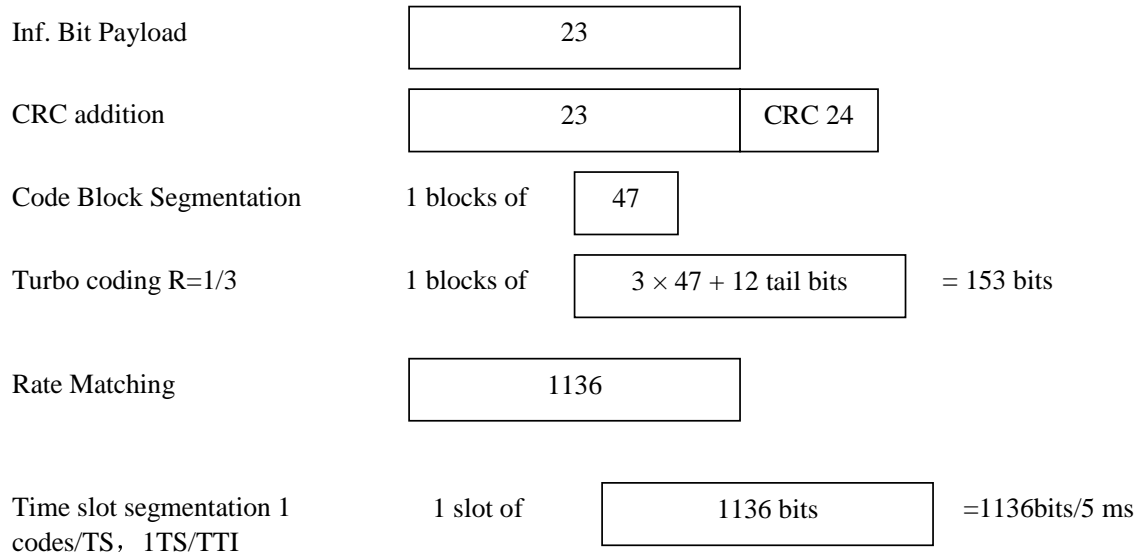 Inf. Bit Payload 23
CRC addition 23 CRC 24
Code Block Segmentation 1 blocks of 47
Turbo coding R=1/3 1 blocks of 3 × 47 + 12 tail bits = 153 bits
Rate Matching 1136
Time slot segmentation 1 1 slot of 1136 bits =1136bits/5 ms
codes/TS，1TS/TTI